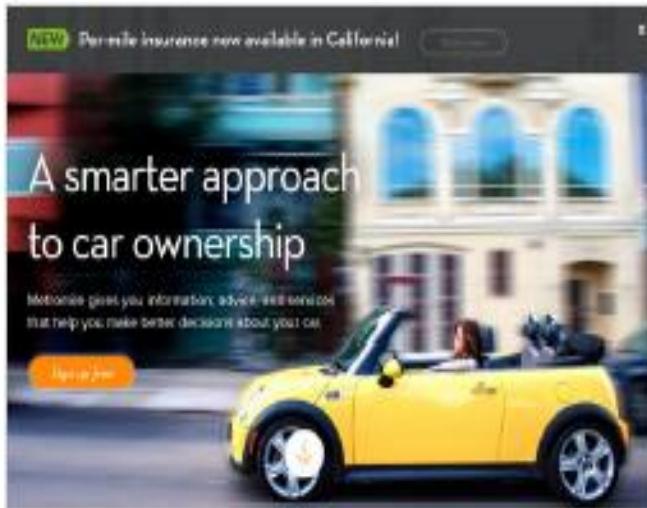 NEW Per-mile insurance now available in California!
A smarter approach
to car ownership
Metromile gives you information, advice, and services
that help you make better decisions about your car.
Sign up free